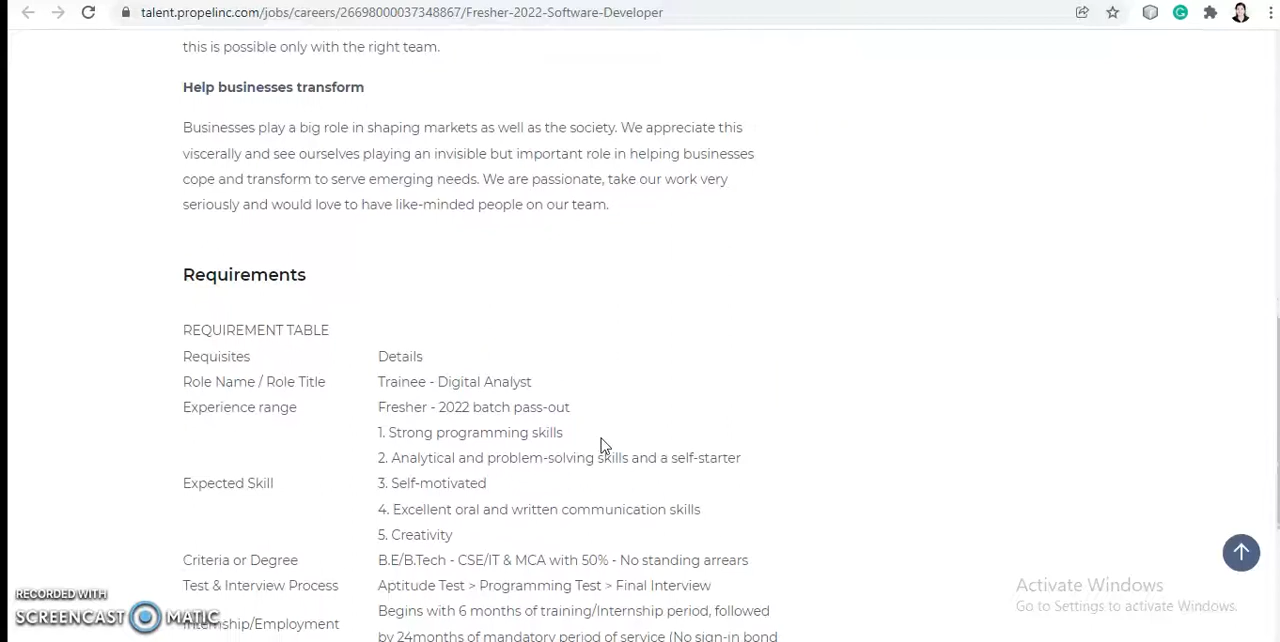 talent.propelinc.com/jobs/careers/26698000037348867/Fresher-2022-Software-Developer
this is possible only with the right team.
Help businesses transform
Businesses play a big role in shaping markets as well as the society. We appreciate this
viscerally and see ourselves playing an invisible but important role in helping businesses
cope and transform to serve emerging needs. We are passionate, take our work very
seriously and would love to have like-minded people on our team.
Requirements
REQUIREMENT TABLE
Requisites Details
Role Name / Role Title Trainee - Digital Analyst
Experience range Fresher - 2022 batch pass-out
1. Strong programming skills
2. Analytical and problem-solving skills and a self-starter
Expected Skill 3. Self-motivated
4. Excellent oral and written communication skills
5. Creativity
Criteria or Degree B.E/B.Tech - CSE/IT & MCA with 50% - No standing arrears
Test & Interview Process Aptitude Test > Programming Test > Final Interview
Begins with 6 months of training/Internship period, followed
Internship/Employment
by 24months of mandatory period of service (No sign-in bond
Activate Windows
Go to Settings to activate Windows.
RECORDED WITH
SCREENCAST MATIC